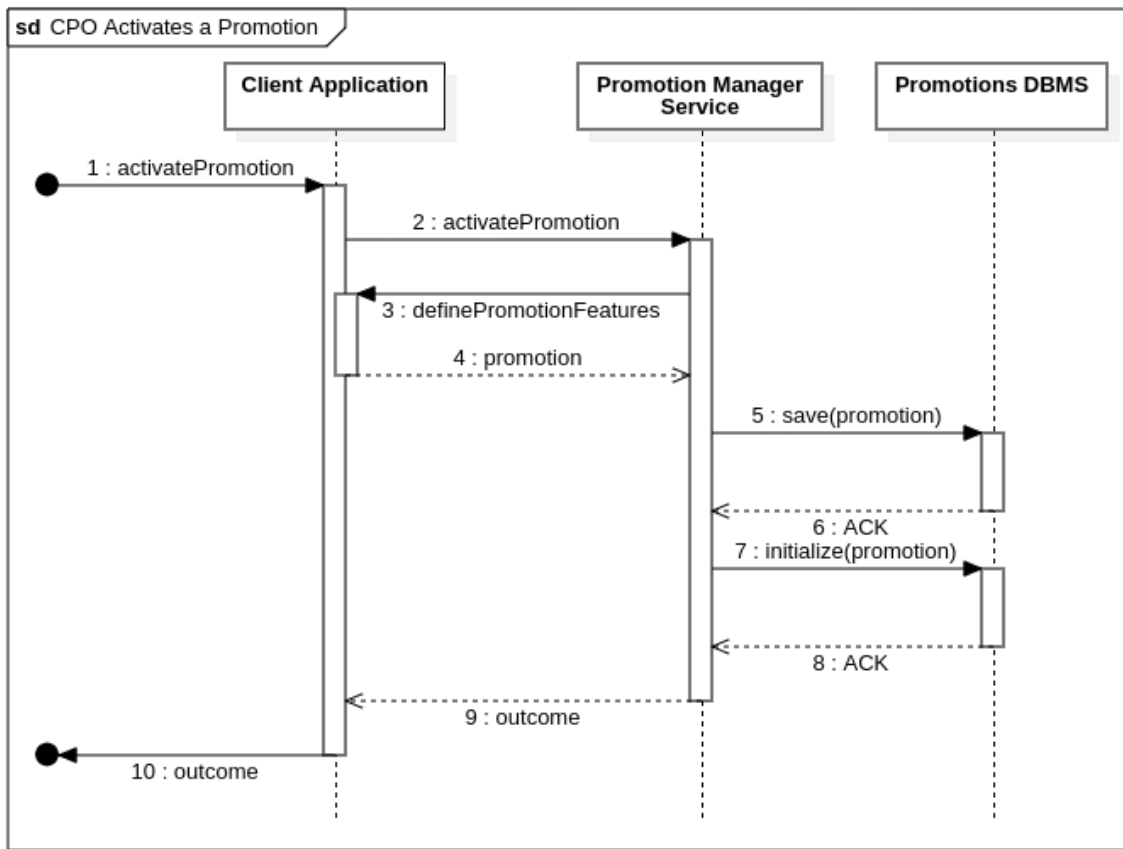 sd CPO Activates a Promotion
Client Application
Promotion Manager
Service
Promotions DBMS
1 : activatePromotion
2 : activatePromotion
3 : definePromotionFeatures
4 : promotion
5 : save(promotion)
6 : ACK
7 : initialize(promotion)
8 : ACK
9 : outcome
10 : outcome